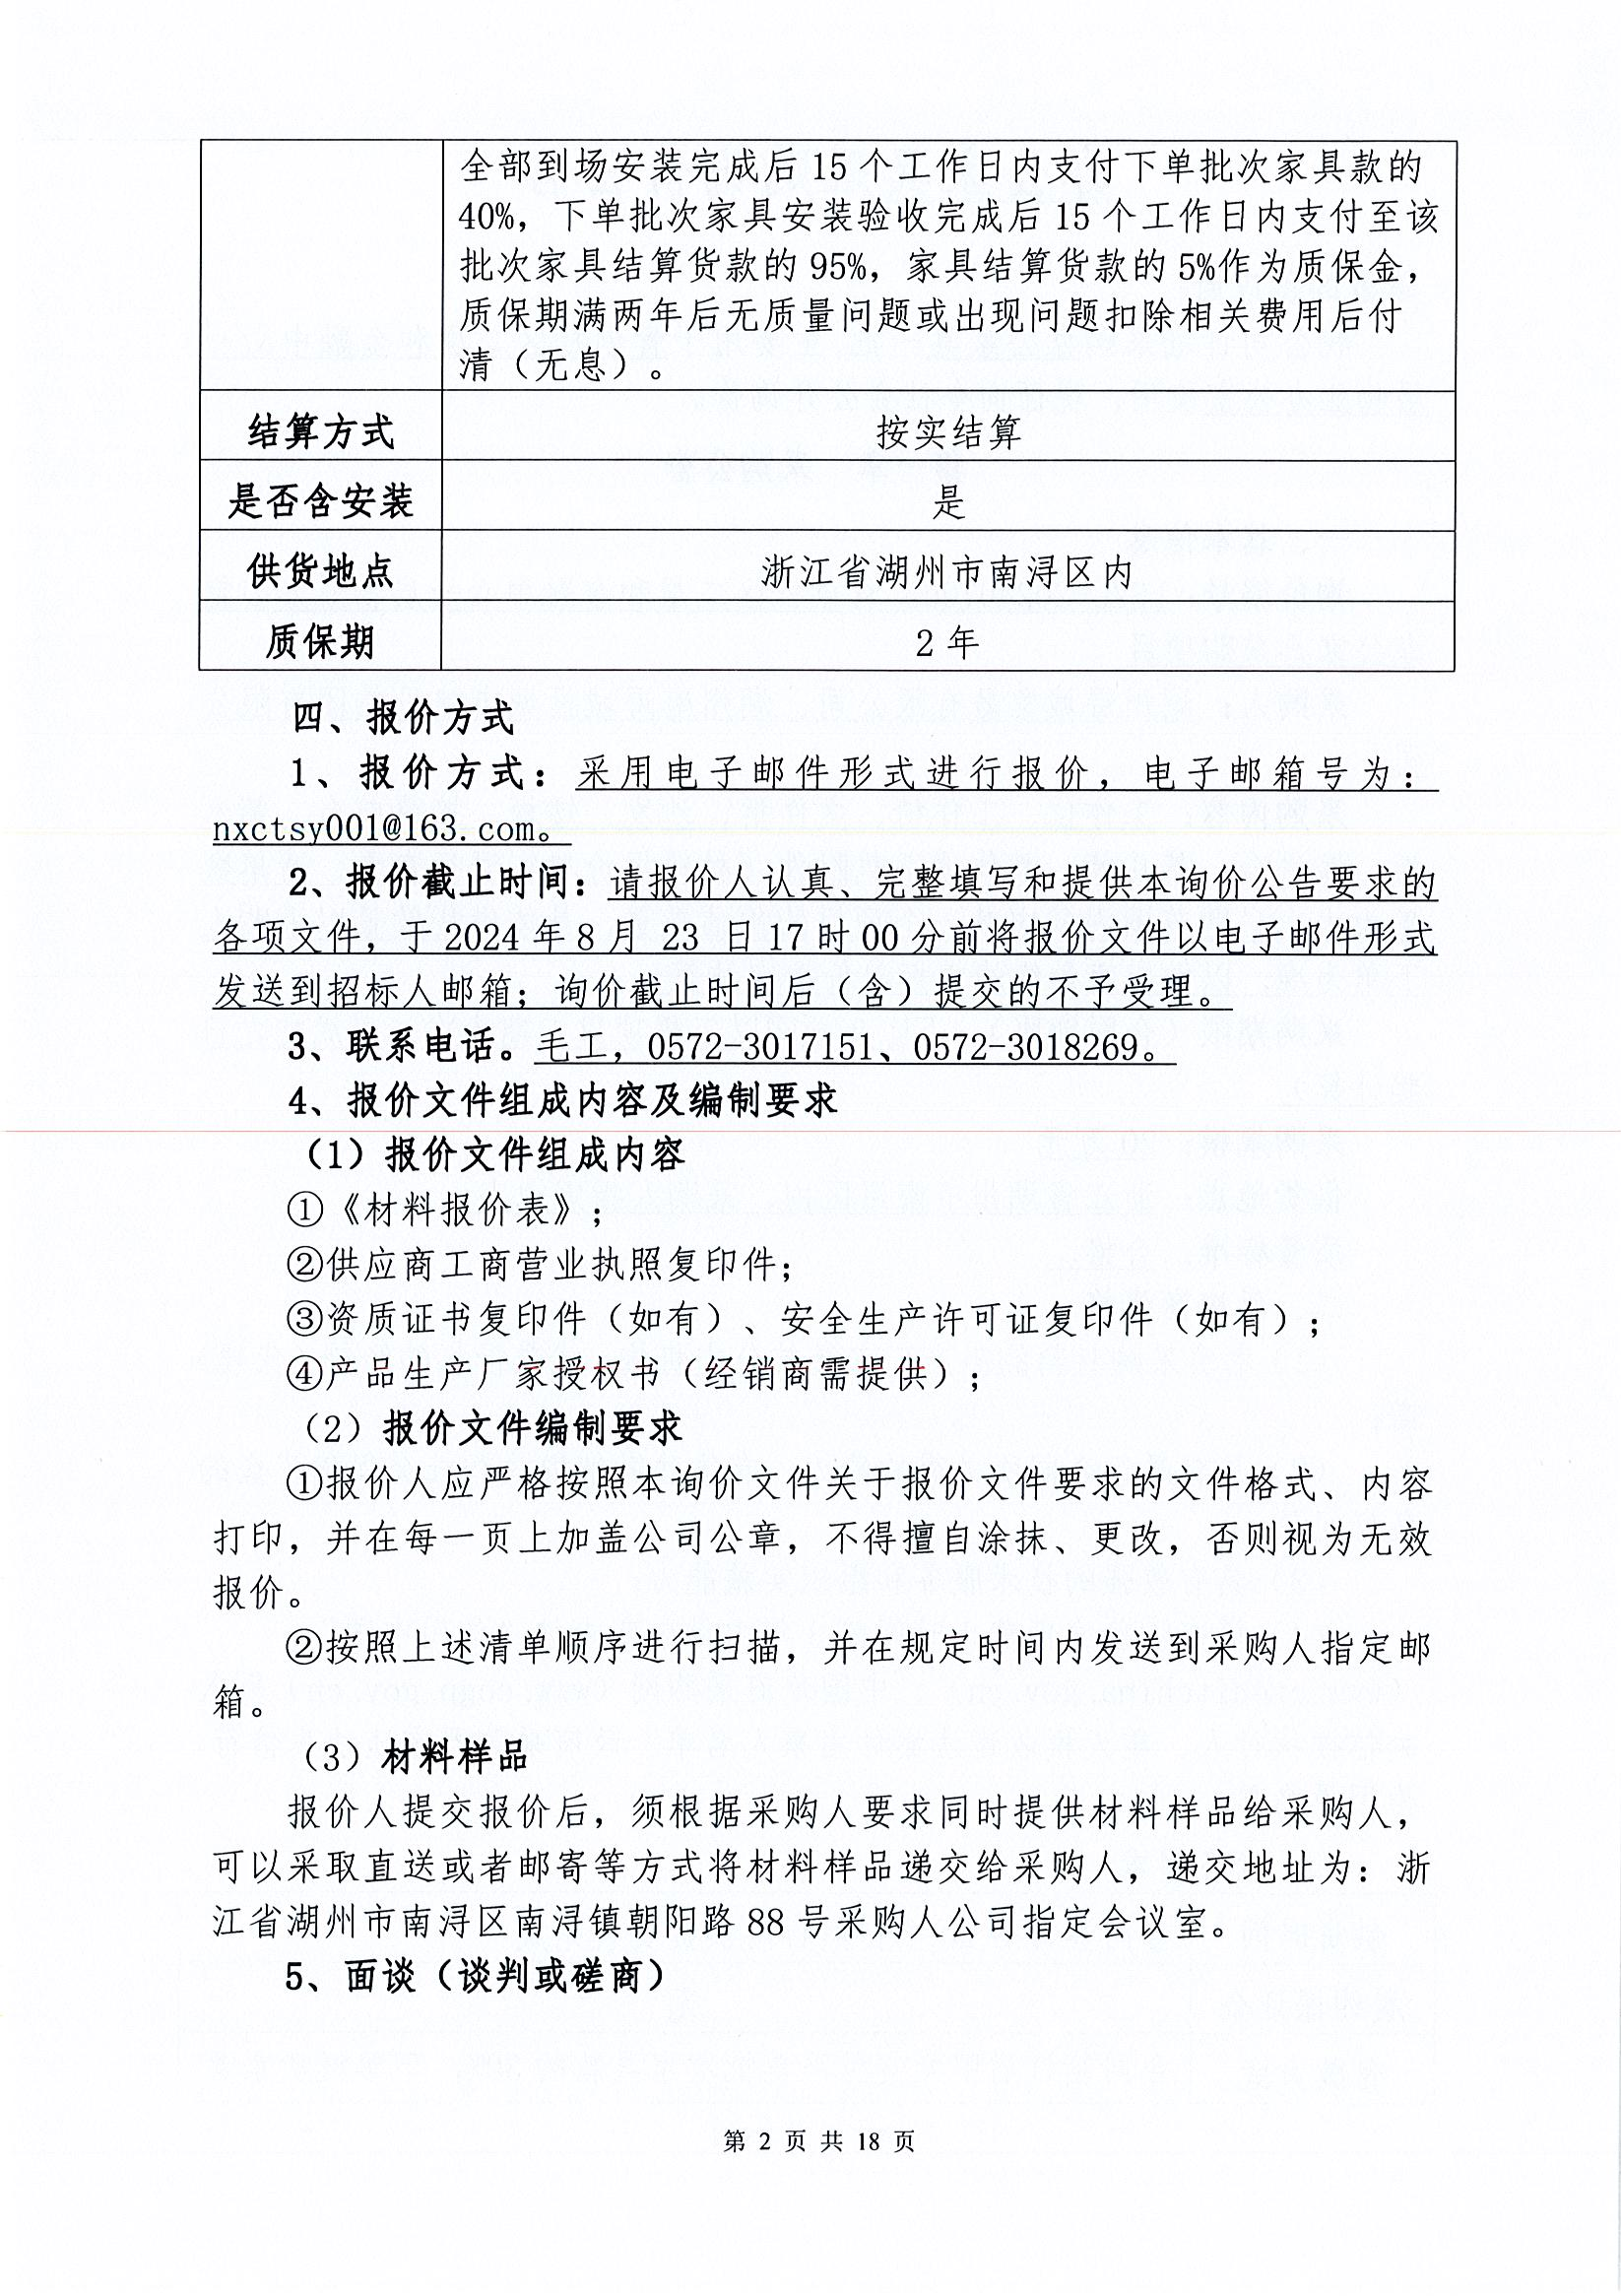 全部到场安装完成后 15 个工作日内支付下单批次家具款的
40%，下单批次家具安装验收完成后 15 个工作日内支付至该
批次家具结算货款的 95%，家具结算货款的 5%作为质保金，
质保期满两年后无质量问题或出现问题扣除相关费用后付
清（无息）。
结算方式 按实结算
是否含安装 是
供货地点 浙江省湖州市南浔区内
质保期 2 年
四、报价方式
1、报价方式：采用电子邮件形式进行报价，电子邮箱号为：
nxctsy001@163.com。
2、报价截止时间：请报价人认真、完整填写和提供本询价公告要求的
各项文件，于 2024 年 8 月 23 日 17 时 00 分前将报价文件以电子邮件形式
发送到招标人邮箱；询价截止时间后（含）提交的不予受理。
3、联系电话。毛工，0572-3017151、0572-3018269。
4、报价文件组成内容及编制要求
（1）报价文件组成内容
①《材料报价表》；
②供应商工商营业执照复印件；
③资质证书复印件（如有）、安全生产许可证复印件（如有）；
④产品生产厂家授权书（经销商需提供）；
（2）报价文件编制要求
①报价人应严格按照本询价文件关于报价文件要求的文件格式、内容
打印，并在每一页上加盖公司公章，不得擅自涂抹、更改，否则视为无效
报价。
②按照上述清单顺序进行扫描，并在规定时间内发送到采购人指定邮
箱。
（3）材料样品
报价人提交报价后，须根据采购人要求同时提供材料样品给采购人，
可以采取直送或者邮寄等方式将材料样品递交给采购人，递交地址为：浙
江省湖州市南浔区南浔镇朝阳路 88 号采购人公司指定会议室。
5、面谈（谈判或磋商）
第 2 页 共 18 页